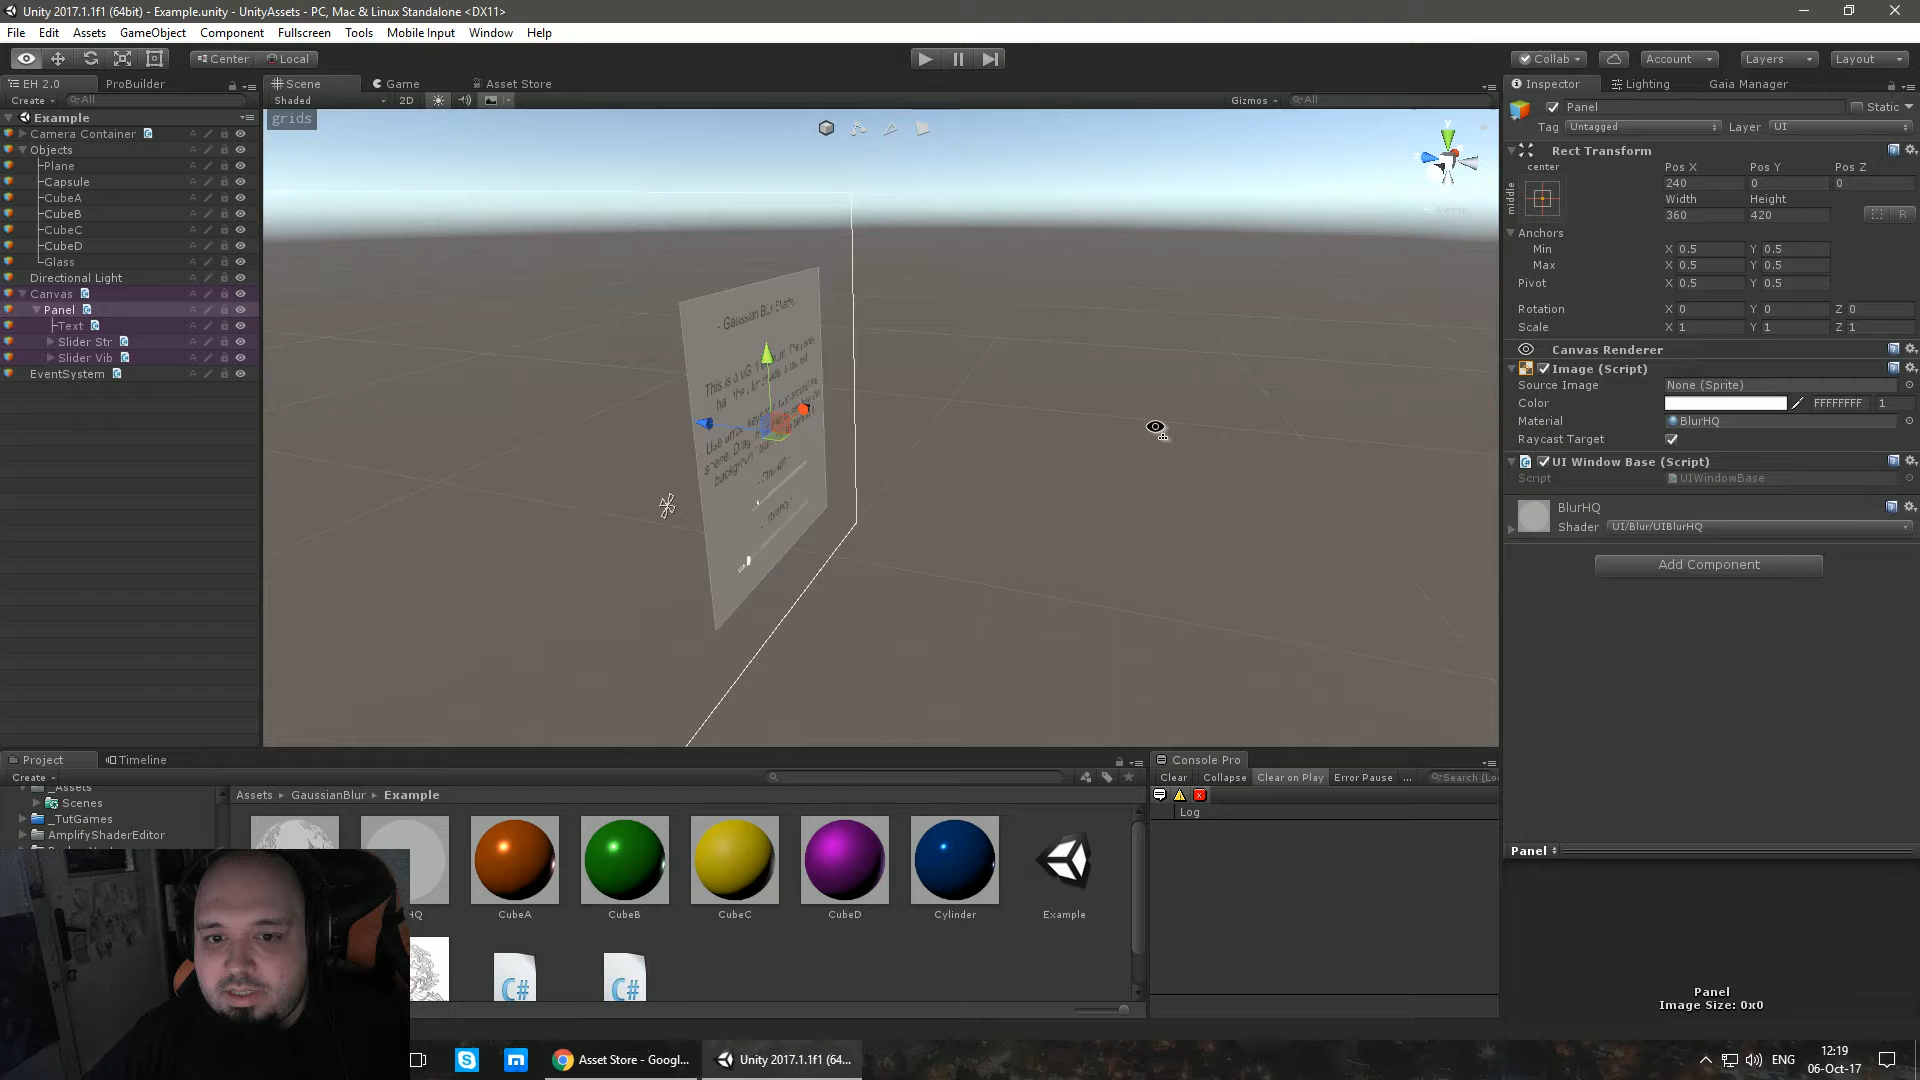 Unity 2017.1.1f1 (64bit) - Example.unity - UnityAssets - PC, Mac & Linux Standalone <DX11>
File Edit Assets GameObject Component Fullscreen Tools Mobile Input Window Help
Center Local Collab Account Layers Layout
EH 2.0 ProBuilder Scene Game Asset Store Inspector Lighting Gaia Manager
Create All Shaded 2D Gizmos All
Example
Camera Container
Objects
Plane
Capsule
CubeA
CubeB
CubeC
CubeD
Glass
Directional Light
Canvas
Panel
Text
Slider Str
Slider Vib
EventSystem
grids
Persp
Panel Static
Tag Untagged Layer UI
Rect Transform
center Pos X Pos Y Pos Z
middle 240 0 0
Width Height
360 420 R
Anchors
Min X 0.5 Y 0.5
Max X 0.5 Y 0.5
Pivot X 0.5 Y 0.5
Rotation X 0 Y 0 Z 0
Scale X 1 Y 1 Z 1
Canvas Renderer
Image (Script)
Source Image None (Sprite)
Color FFFFFFFF 1
Material BlurHQ
Raycast Target
UI Window Base (Script)
Script UIWindowBase
BlurHQ
Shader UI/Blur/UIBlurHQ
Add Component
Project Timeline
Create
_Assets
Scenes
_TutGames
AmplifyShaderEditor
Assets GaussianBlur Example
HQ CubeA CubeB CubeC CubeD Cylinder Example
C# C#
Console Pro
Clear Collapse Clear on Play Error Pause ... Search (Lo
Log
Panel
Panel
Image Size: 0x0
Asset Store - Googl...
Unity 2017.1.1f1 (64...
ENG
12:19
06-Oct-17